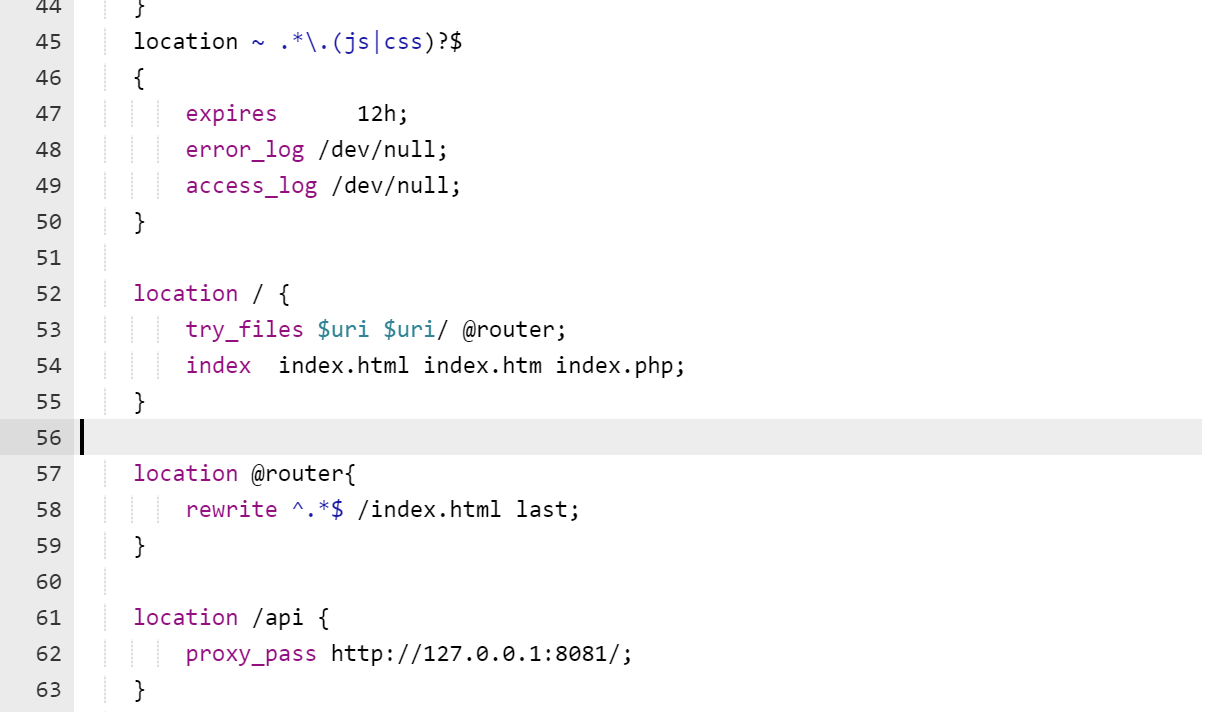 44 }
45 location ~ .*\.(js|css)?$
46 {
47 expires      12h;
48 error_log /dev/null;
49 access_log /dev/null;
50 }
51
52 location / {
53 try_files $uri $uri/ @router;
54 index  index.html index.htm index.php;
55 }
56
57 location @router{
58 rewrite ^.*$ /index.html last;
59 }
60
61 location /api {
62 proxy_pass http://127.0.0.1:8081/;
63 }